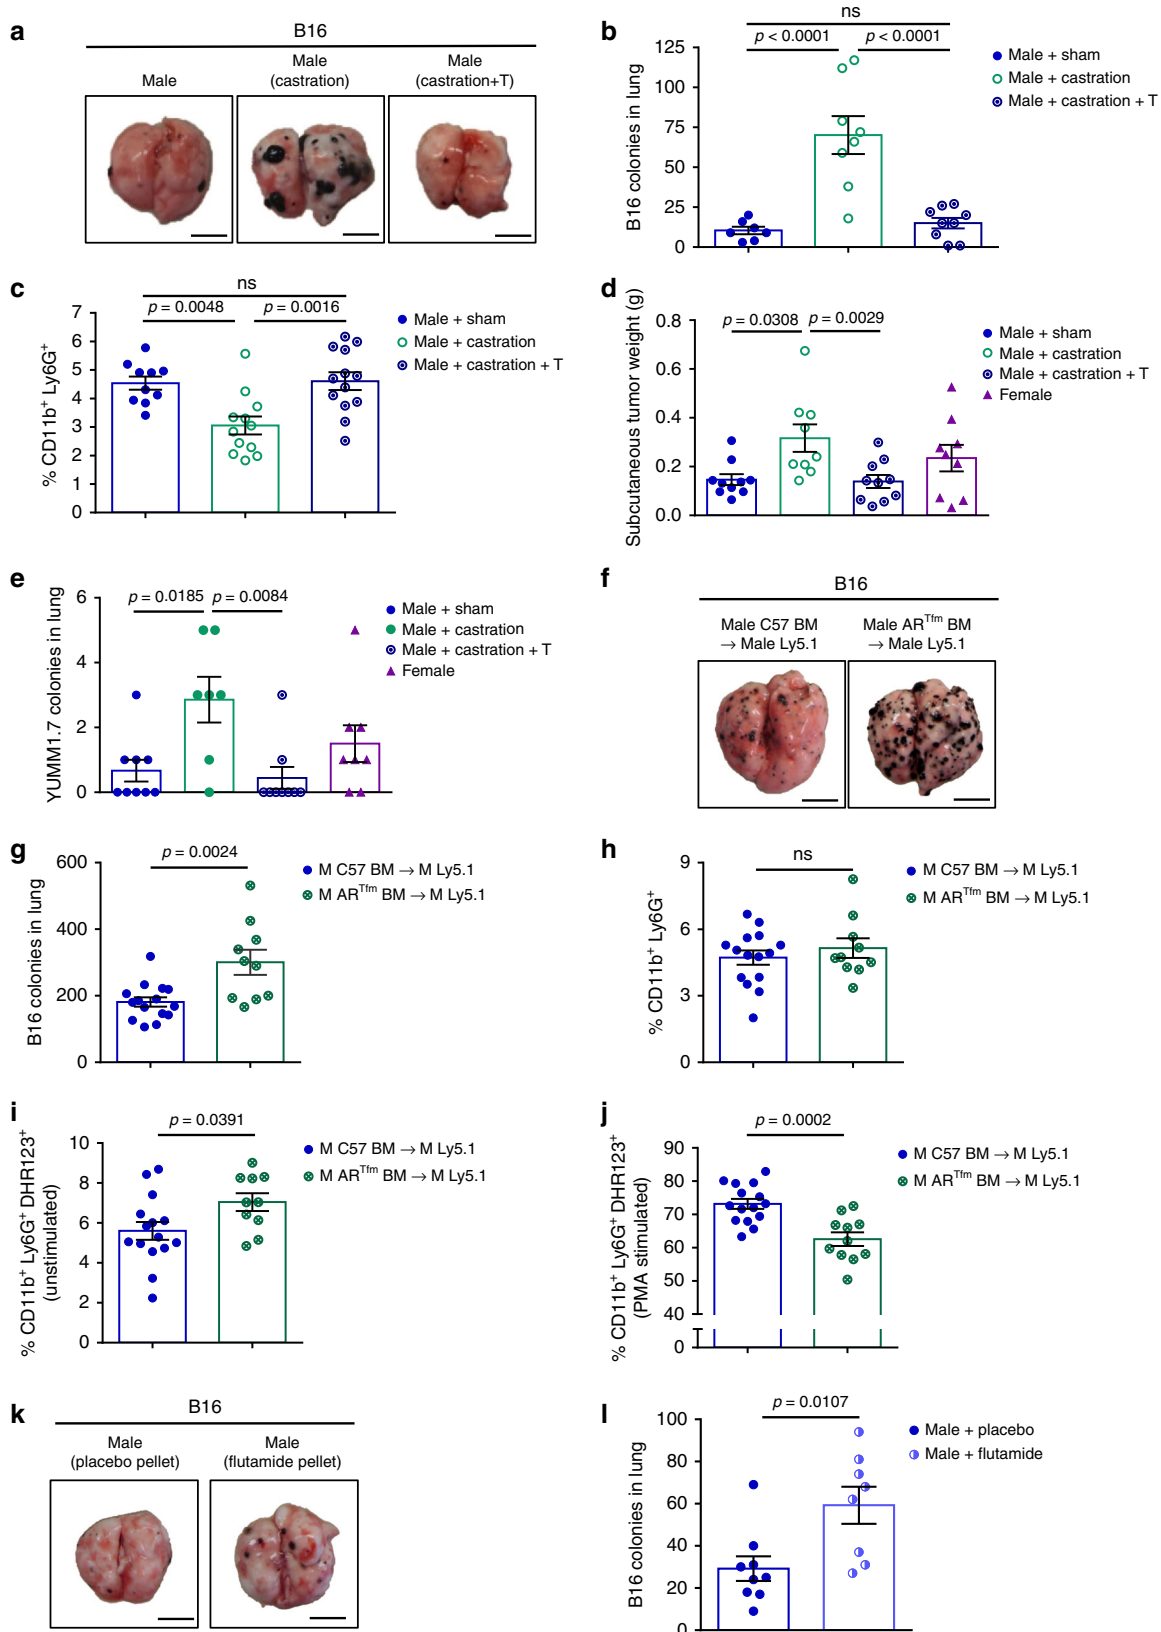 a
B16
Male
Male
(castration)
Male
(castration+T)
b
ns
p < 0.0001
p < 0.0001
B16 colonies in lung
125
100
75
50
25
0
Male + sham
Male + castration
Male + castration + T
c
ns
p = 0.0048
p = 0.0016
% CD11b+ Ly6G+
7
6
5
4
3
2
1
0
Male + sham
Male + castration
Male + castration + T
d
p = 0.0308
p = 0.0029
Subcutaneous tumor weight (g)
0.8
0.6
0.4
0.2
0.0
Male + sham
Male + castration
Male + castration + T
Female
e
p = 0.0185
p = 0.0084
YUMM1.7 colonies in lung
6
4
2
0
Male + sham
Male + castration
Male + castration + T
Female
f
B16
Male C57 BM
→ Male Ly5.1
Male ARTfm BM
→ Male Ly5.1
g
p = 0.0024
B16 colonies in lung
600
400
200
0
M C57 BM → M Ly5.1
M ARTfm BM → M Ly5.1
h
ns
% CD11b+ Ly6G+
9
6
3
0
M C57 BM → M Ly5.1
M ARTfm BM → M Ly5.1
i
p = 0.0391
% CD11b+ Ly6G+ DHR123+
(unstimulated)
10
8
6
4
2
0
M C57 BM → M Ly5.1
M ARTfm BM → M Ly5.1
j
p = 0.0002
% CD11b+ Ly6G+ DHR123+
(PMA stimulated)
90
80
70
60
50
40
0
M C57 BM → M Ly5.1
M ARTfm BM → M Ly5.1
k
B16
Male
(placebo pellet)
Male
(flutamide pellet)
l
p = 0.0107
B16 colonies in lung
100
80
60
40
20
0
Male + placebo
Male + flutamide